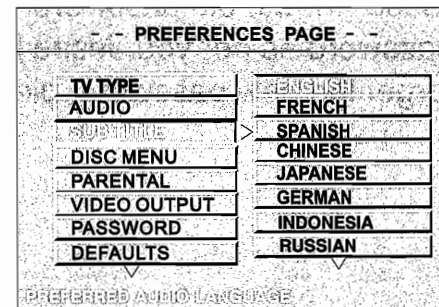 - - PREFERENCES PAGE - -
TV TYPE
AUDIO
SUBTITLE
DISC MENU
PARENTAL
VIDEO OUTPUT
PASSWORD
DEFAULTS
ENGLISH
FRENCH
SPANISH
CHINESE
JAPANESE
GERMAN
INDONESIA
RUSSIAN
PREFERRED AUDIO LANGUAGE